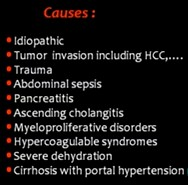 Causes :
• Idiopathic
• Tumor invasion including HCC,....
• Trauma
• Abdominal sepsis
• Pancreatitis
• Ascending cholangitis
• Myeloproliferative disorders
• Hypercoagulable syndromes
• Severe dehydration
• Cirrhosis with portal hypertension